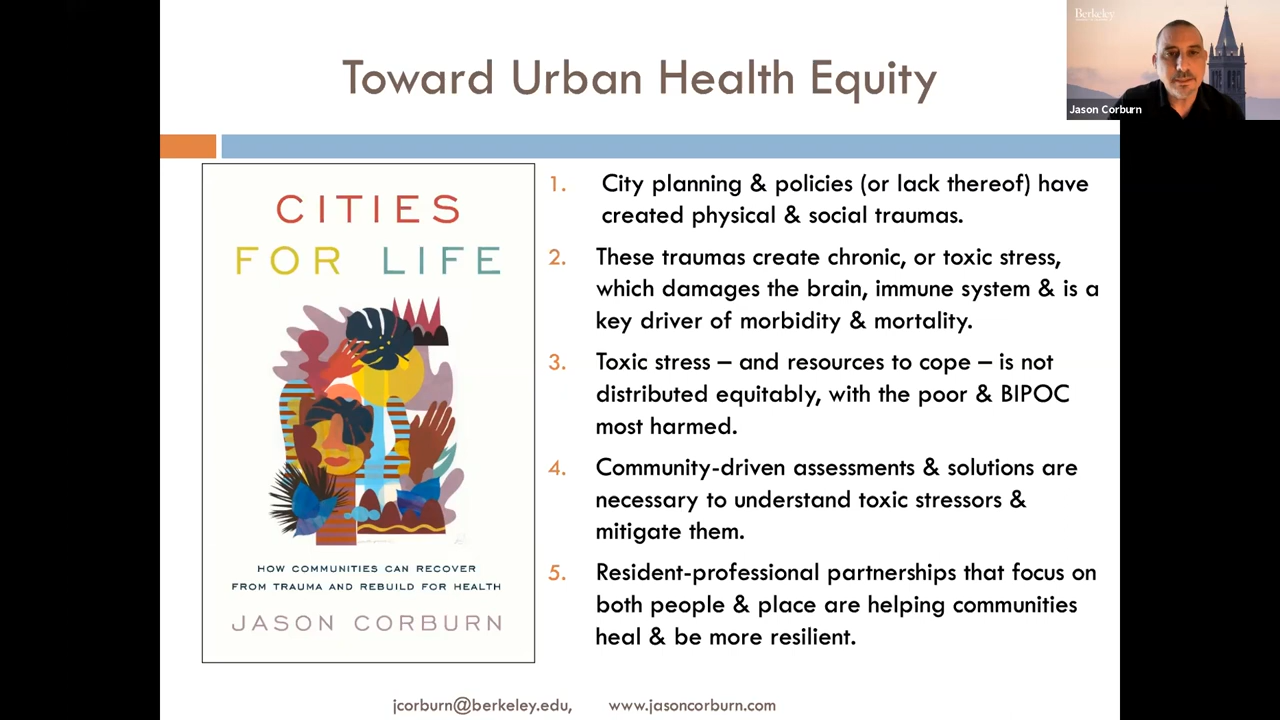 Toward Urban Health Equity
Berkeley
Jason Corburn
CITIES
FOR LIFE
HOW COMMUNITIES CAN RECOVER
FROM TRAUMA AND REBUILD FOR HEALTH
JASON CORBURN
1. City planning & policies (or lack thereof) have
created physical & social traumas.
2. These traumas create chronic, or toxic stress,
which damages the brain, immune system & is a
key driver of morbidity & mortality.
3. Toxic stress – and resources to cope – is not
distributed equitably, with the poor & BIPOC
most harmed.
4. Community-driven assessments & solutions are
necessary to understand toxic stressors &
mitigate them.
5. Resident-professional partnerships that focus on
both people & place are helping communities
heal & be more resilient.
jcorburn@berkeley.edu, www.jasoncorburn.com